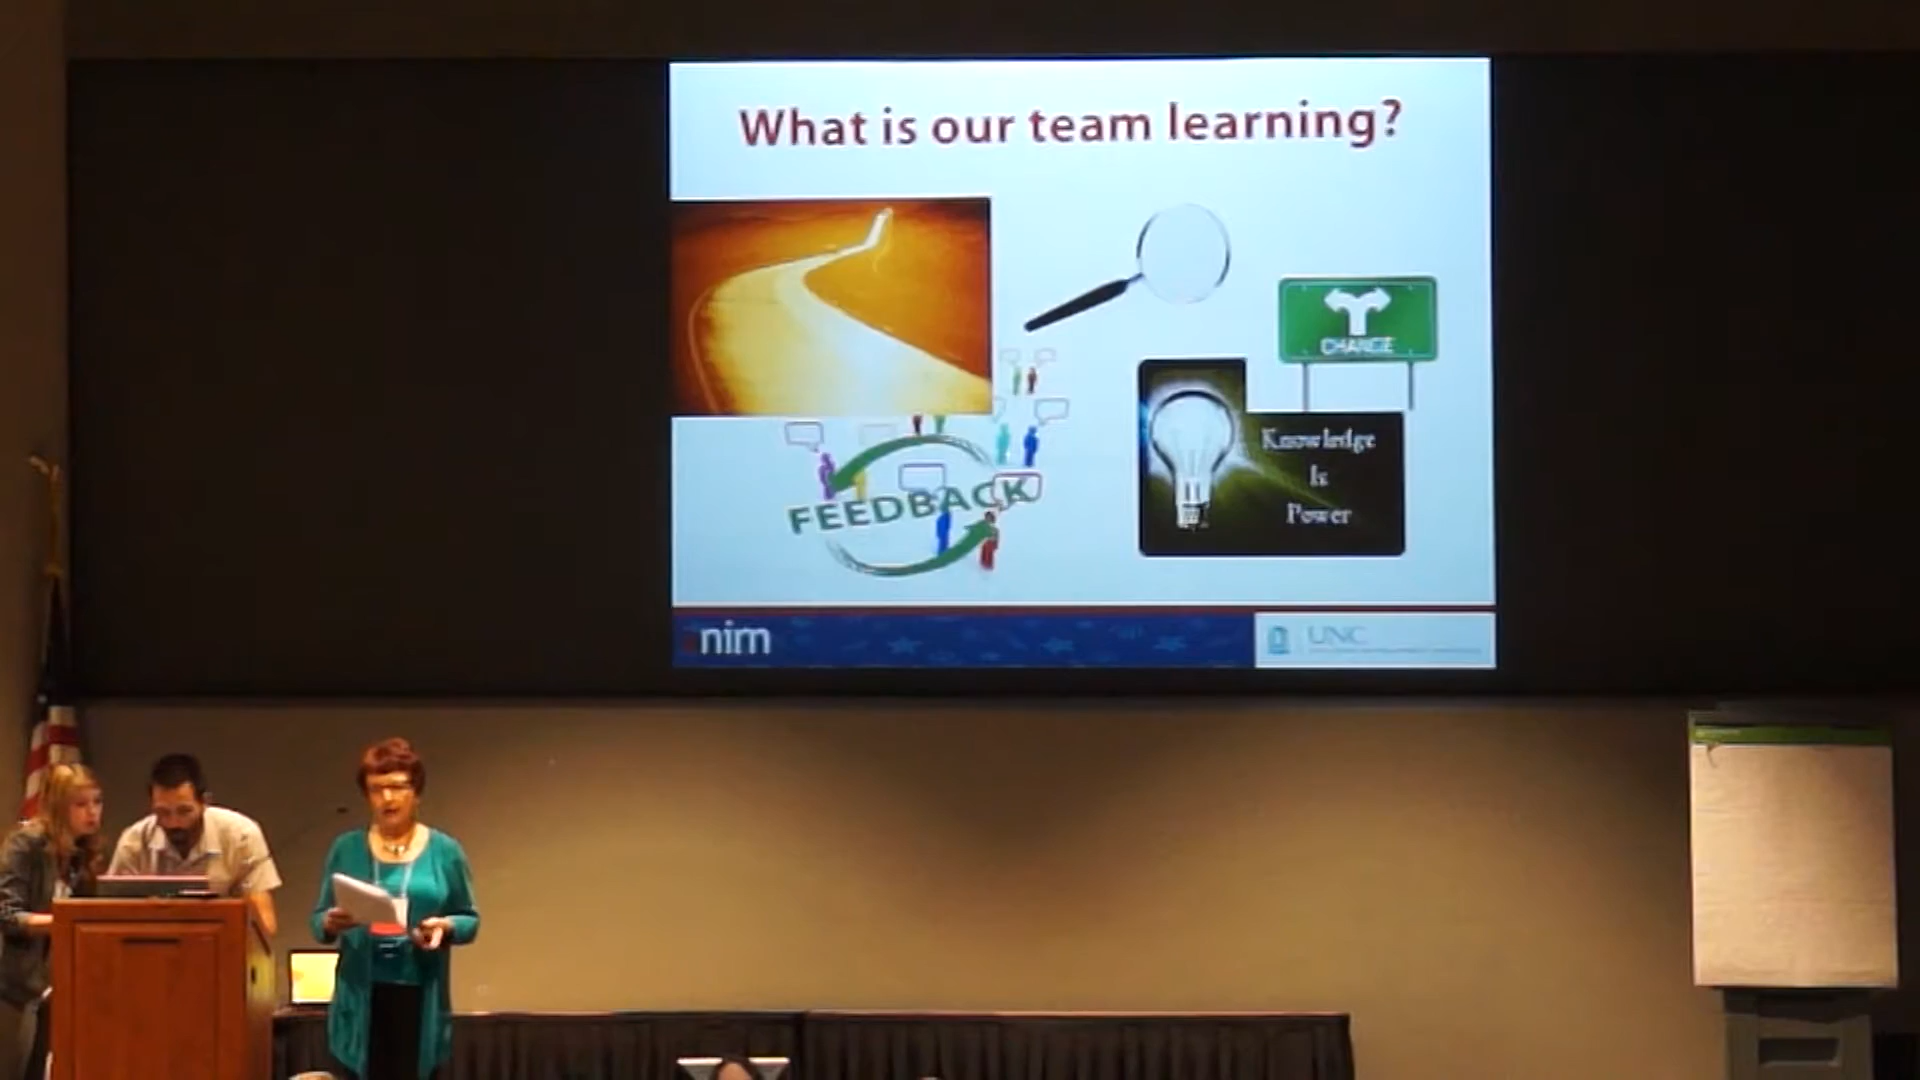 What is our team learning?
CHANGE
Knowledge
Is
Power
FEEDBACK
nim
UNC